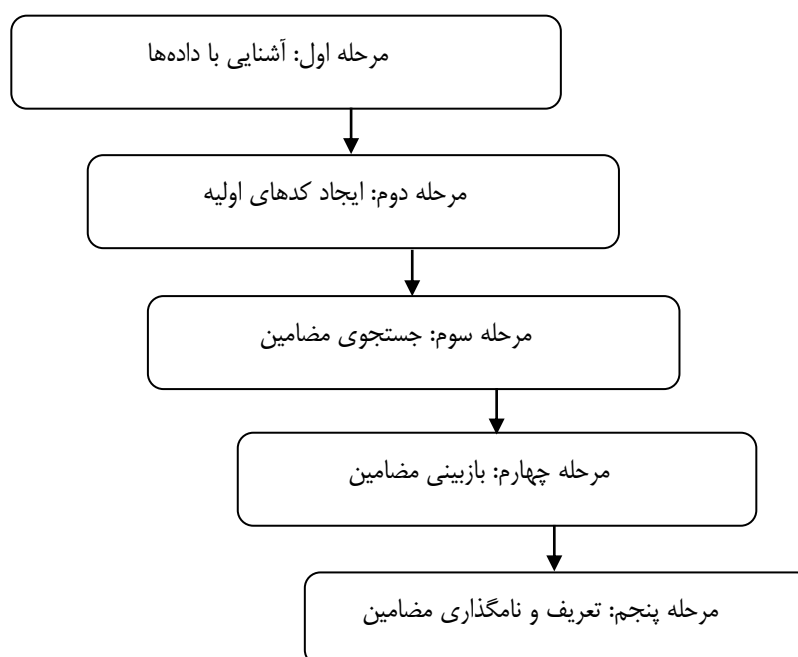 مرحله اول: آشنایی با داده‌ها
مرحله دوم: ایجاد کدهای اولیه
مرحله سوم: جستجوی مضامین
مرحله چهارم: بازبینی مضامین
مرحله پنجم: تعریف و نامگذاری مضامین